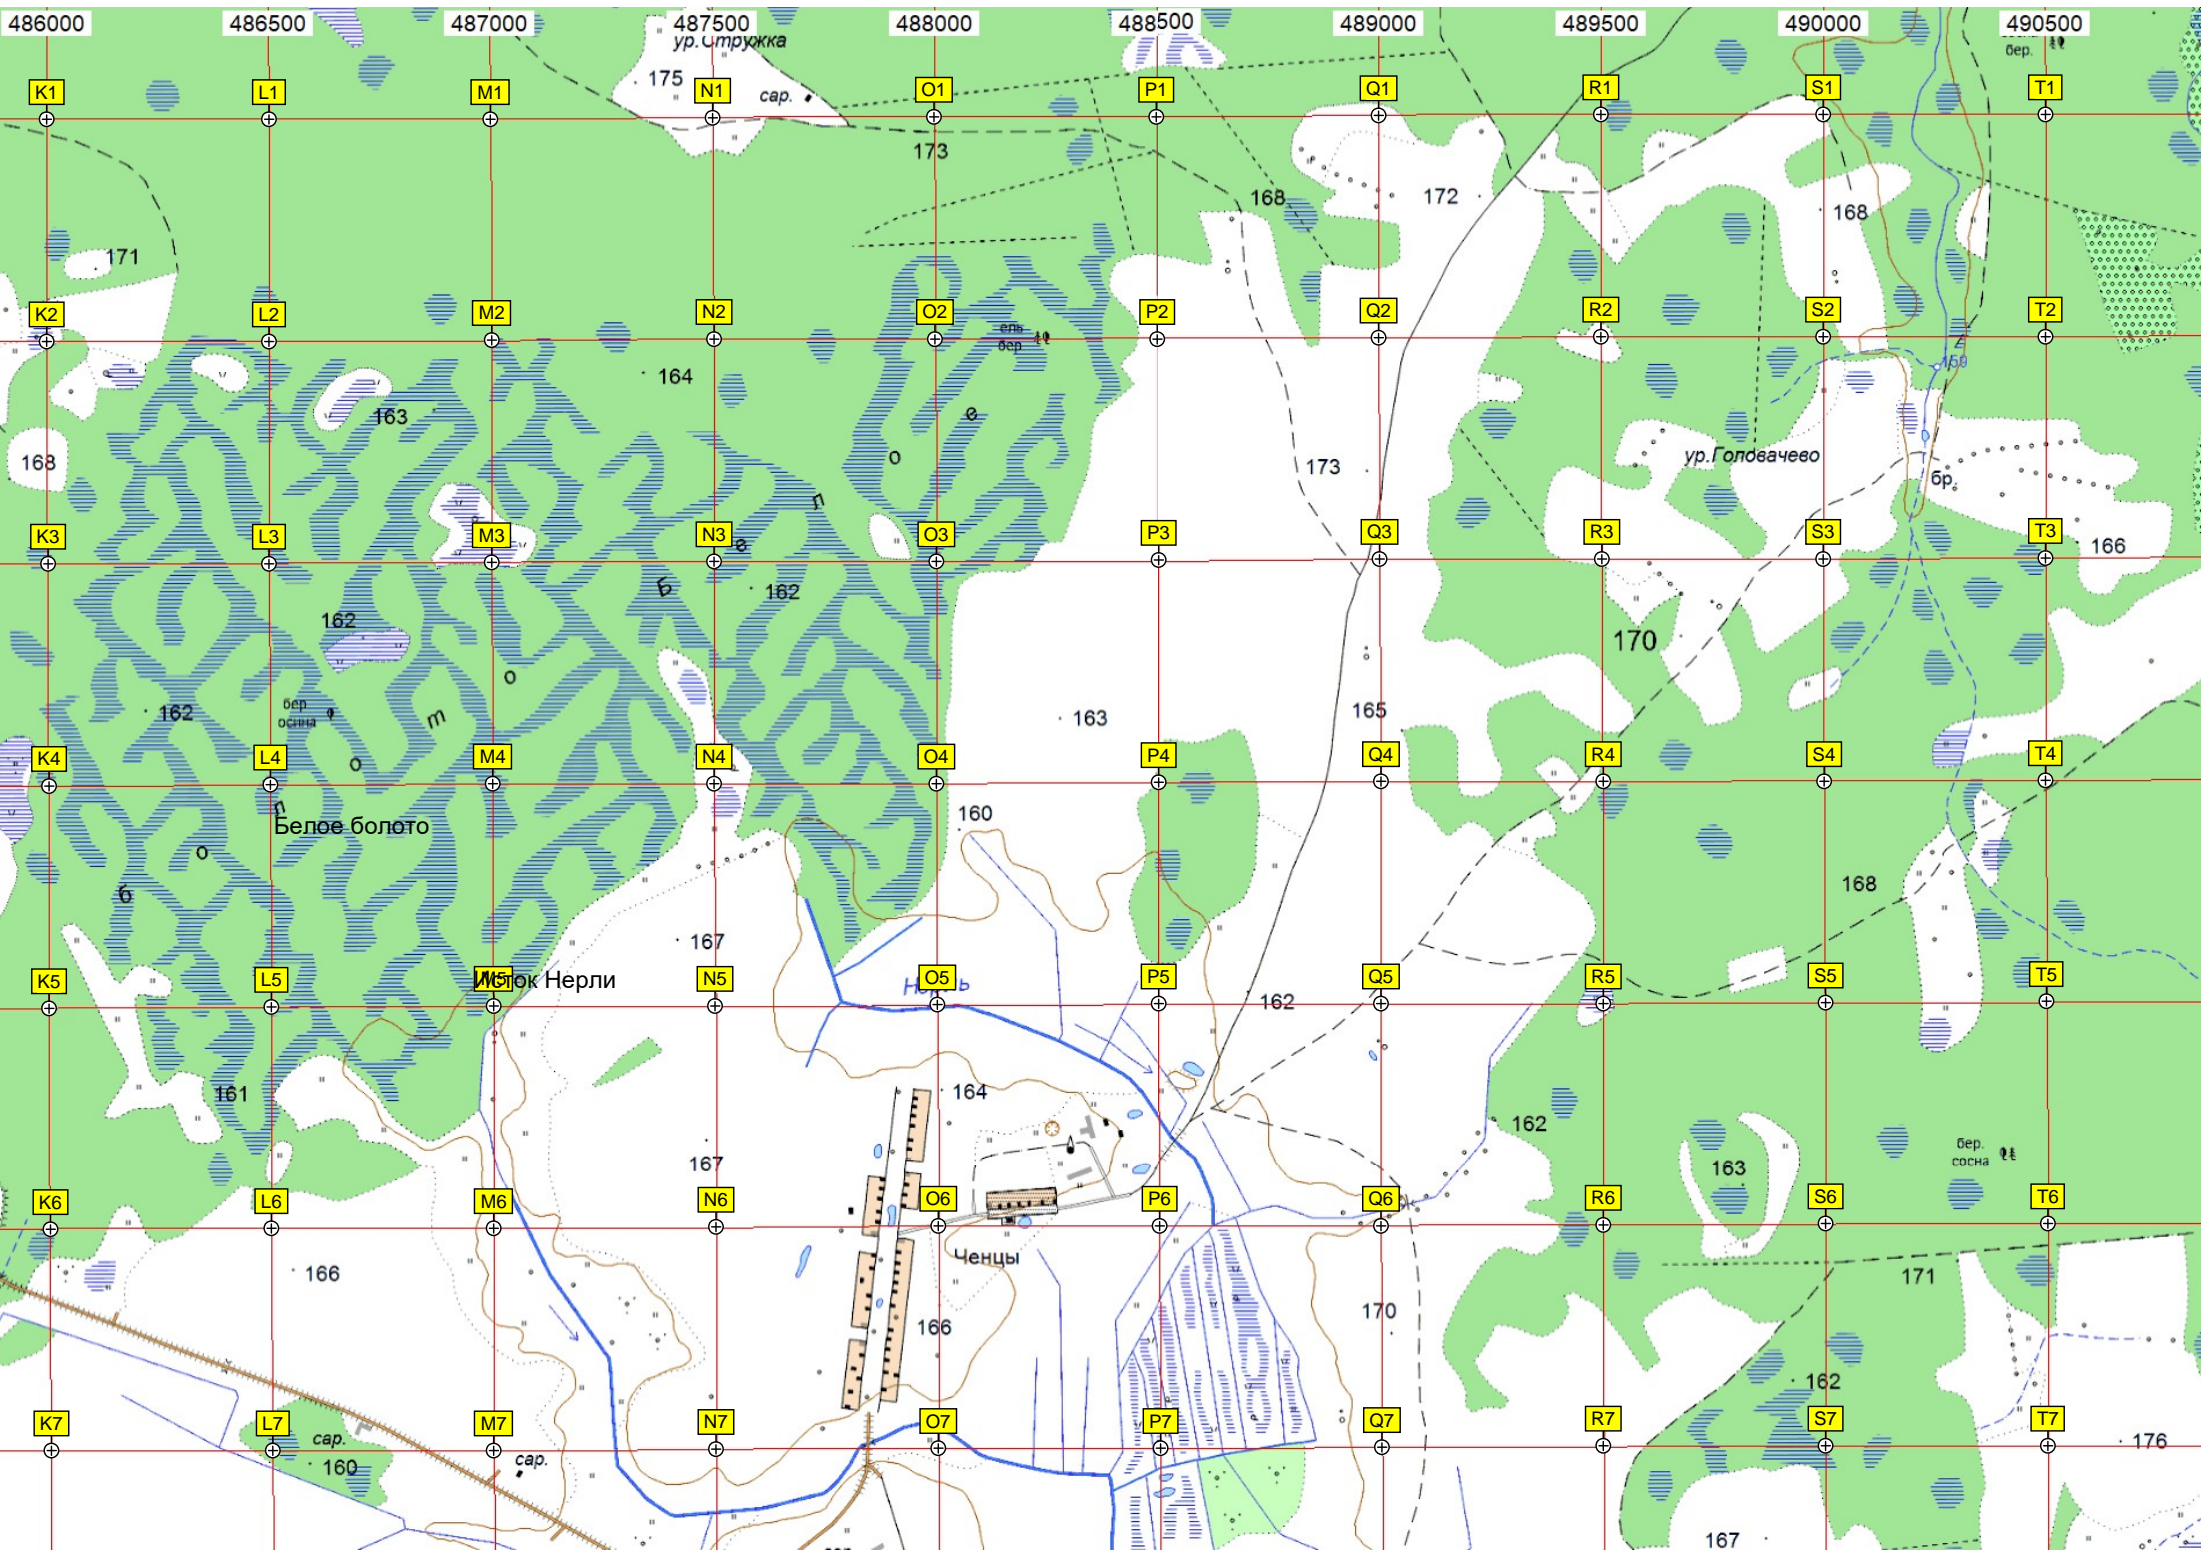 486000 486500 487000 487500 488000 488500 489000 489500 490000 490500
ур.Стружка
бер.
175
сар.
K1 L1 M1 N1 O1 P1 Q1 R1 S1 T1
173
168
172
168
171
K2 L2 M2 N2 O2 P2 Q2 R2 S2 T2
ель
бер
159
164
163
е
о
168
173
ур.Головачево
бр.
л
K3 L3 M3 N3 O3 P3 Q3 R3 S3 T3
е
166
Б
162
162
170
о
162
бер
осина
т
163
165
K4 L4 M4 N4 O4 P4 Q4 R4 S4 T4
о
л
160
Белое болото
о
б
168
167
K5 L5 M5 N5 O5 P5 Q5 R5 S5 T5
Исток Нерли
162
161
164
162
167
163
бер.
сосна
K6 L6 M6 N6 O6 P6 Q6 R6 S6 T6
Ченцы
166
171
166
170
162
K7 L7 M7 N7 O7 P7 Q7 R7 S7 T7
сар.
160
сар.
176
167